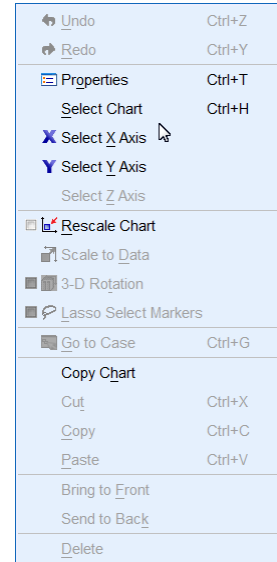 Undo Ctrl+Z
Redo Ctrl+Y
Properties Ctrl+T
Select Chart Ctrl+H
X Select X Axis
Y Select Y Axis
Select Z Axis
Rescale Chart
Scale to Data
3-D Rotation
Lasso Select Markers
Go to Case Ctrl+G
Copy Chart
Cut Ctrl+X
Copy Ctrl+C
Paste Ctrl+V
Bring to Front
Send to Back
Delete